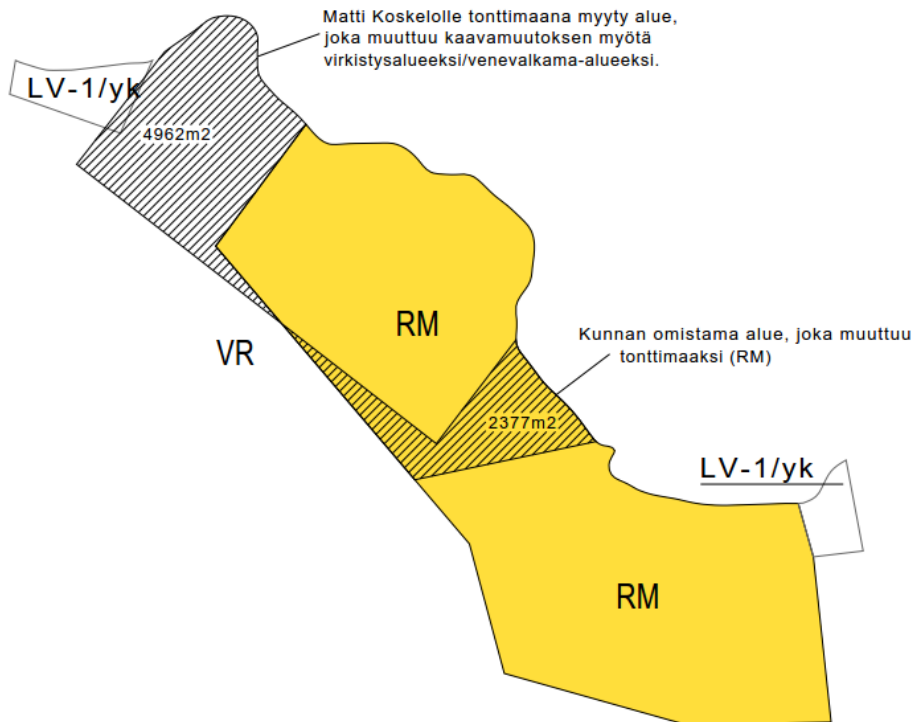 Matti Koskelolle tonttimaana myyty alue,
joka muuttuu kaavamuutoksen myötä
virkistysalueeksi/venevalkama-alueeksi.
LV-1/yk
4962m2
RM
VR
Kunnan omistama alue, joka muuttuu
tonttimaaksi (RM)
2377m2
LV-1/yk
RM